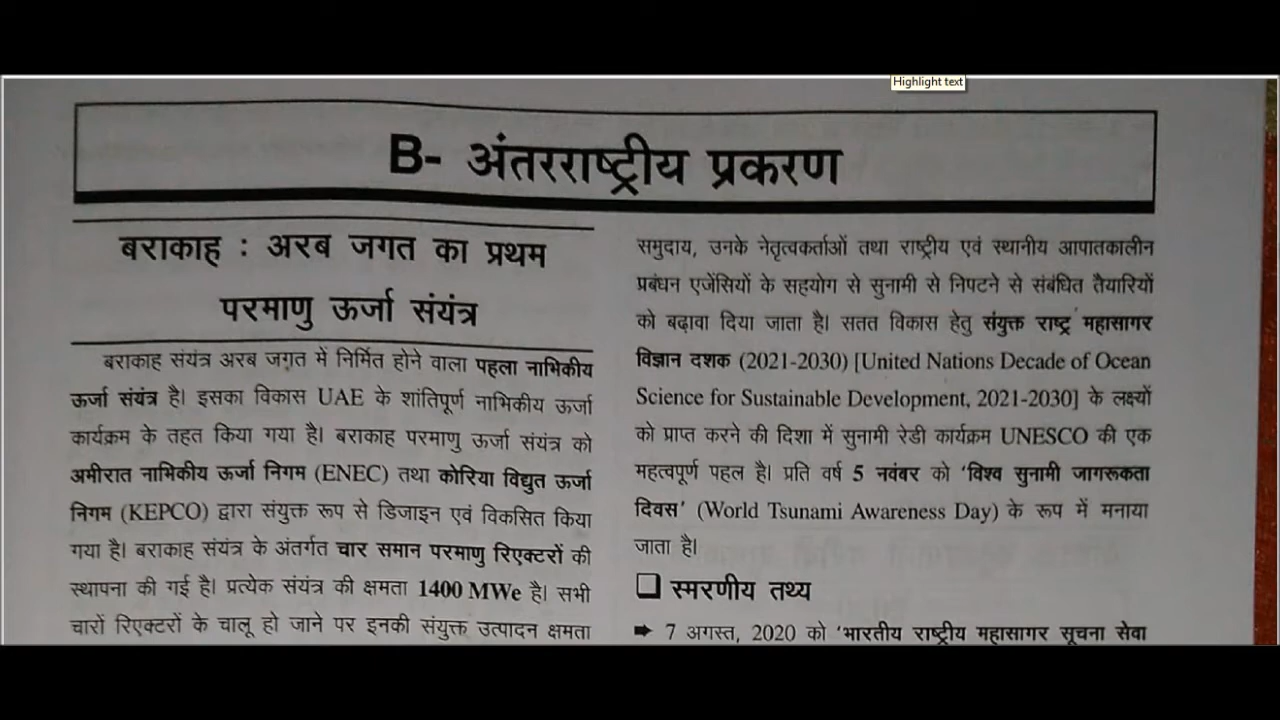 Highlight text
B- अंतरराष्ट्रीय प्रकरण
बराकाह : अरब जगत का प्रथम
परमाणु ऊर्जा संयंत्र
बराकाह संयंत्र अरब जगत में निर्मित होने वाला पहला नाभिकीय
ऊर्जा संयंत्र है। इसका विकास UAE के शांतिपूर्ण नाभिकीय ऊर्जा
कार्यक्रम के तहत किया गया है। बराकाह परमाणु ऊर्जा संयंत्र को
अमीरात नाभिकीय ऊर्जा निगम (ENEC) तथा कोरिया विद्युत ऊर्जा
निगम (KEPCO) द्वारा संयुक्त रूप से डिजाइन एवं विकसित किया
गया है। बराकाह संयंत्र के अंतर्गत चार समान परमाणु रिएक्टरों की
स्थापना की गई है। प्रत्येक संयंत्र की क्षमता 1400 MWe है। सभी
चारों रिएक्टरों के चालू हो जाने पर इनकी संयुक्त उत्पादन क्षमता
समुदाय, उनके नेतृत्वकर्ताओं तथा राष्ट्रीय एवं स्थानीय आपातकालीन
प्रबंधन एजेंसियों के सहयोग से सुनामी से निपटने से संबंधित तैयारियों
को बढ़ावा दिया जाता है। सतत विकास हेतु संयुक्त राष्ट्र महासागर
विज्ञान दशक (2021-2030) [United Nations Decade of Ocean
Science for Sustainable Development, 2021-2030] के लक्ष्यों
को प्राप्त करने की दिशा में सुनामी रेडी कार्यक्रम UNESCO की एक
महत्वपूर्ण पहल है। प्रति वर्ष 5 नवंबर को 'विश्व सुनामी जागरूकता
दिवस' (World Tsunami Awareness Day) के रूप में मनाया
जाता है।
❑ स्मरणीय तथ्य
➨ 7 अगस्त, 2020 को 'भारतीय राष्ट्रीय महासागर सूचना सेवा